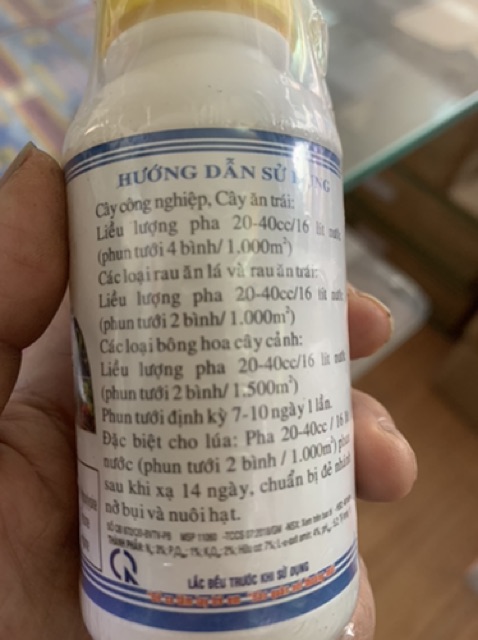 HƯỚNG DẪN SỬ DỤNG
Cây công nghiệp, Cây ăn trái:
Liều lượng pha 20-40cc/16 lít nước
(phun tưới 4 bình/ 1.000m²)
Các loại rau ăn lá và rau ăn trái:
Liều lượng pha 20-40cc/16 lít nước
(phun tưới 2 bình/ 1.000m²)
Các loại bông hoa cây cảnh:
Liều lượng pha 20-40cc/16 lít nước
(phun tưới 2 bình/ 1.500m²)
Phun tưới định kỳ 7-10 ngày 1 lần.
Đặc biệt cho lúa: Pha 20-40cc / 16 lít
nước (phun tưới 2 bình / 1.000m²) phun
sau khi xạ 14 ngày, chuẩn bị đẻ nhánh
nở bụi và nuôi hạt.
LẮC ĐỀU TRƯỚC KHI SỬ DỤNG